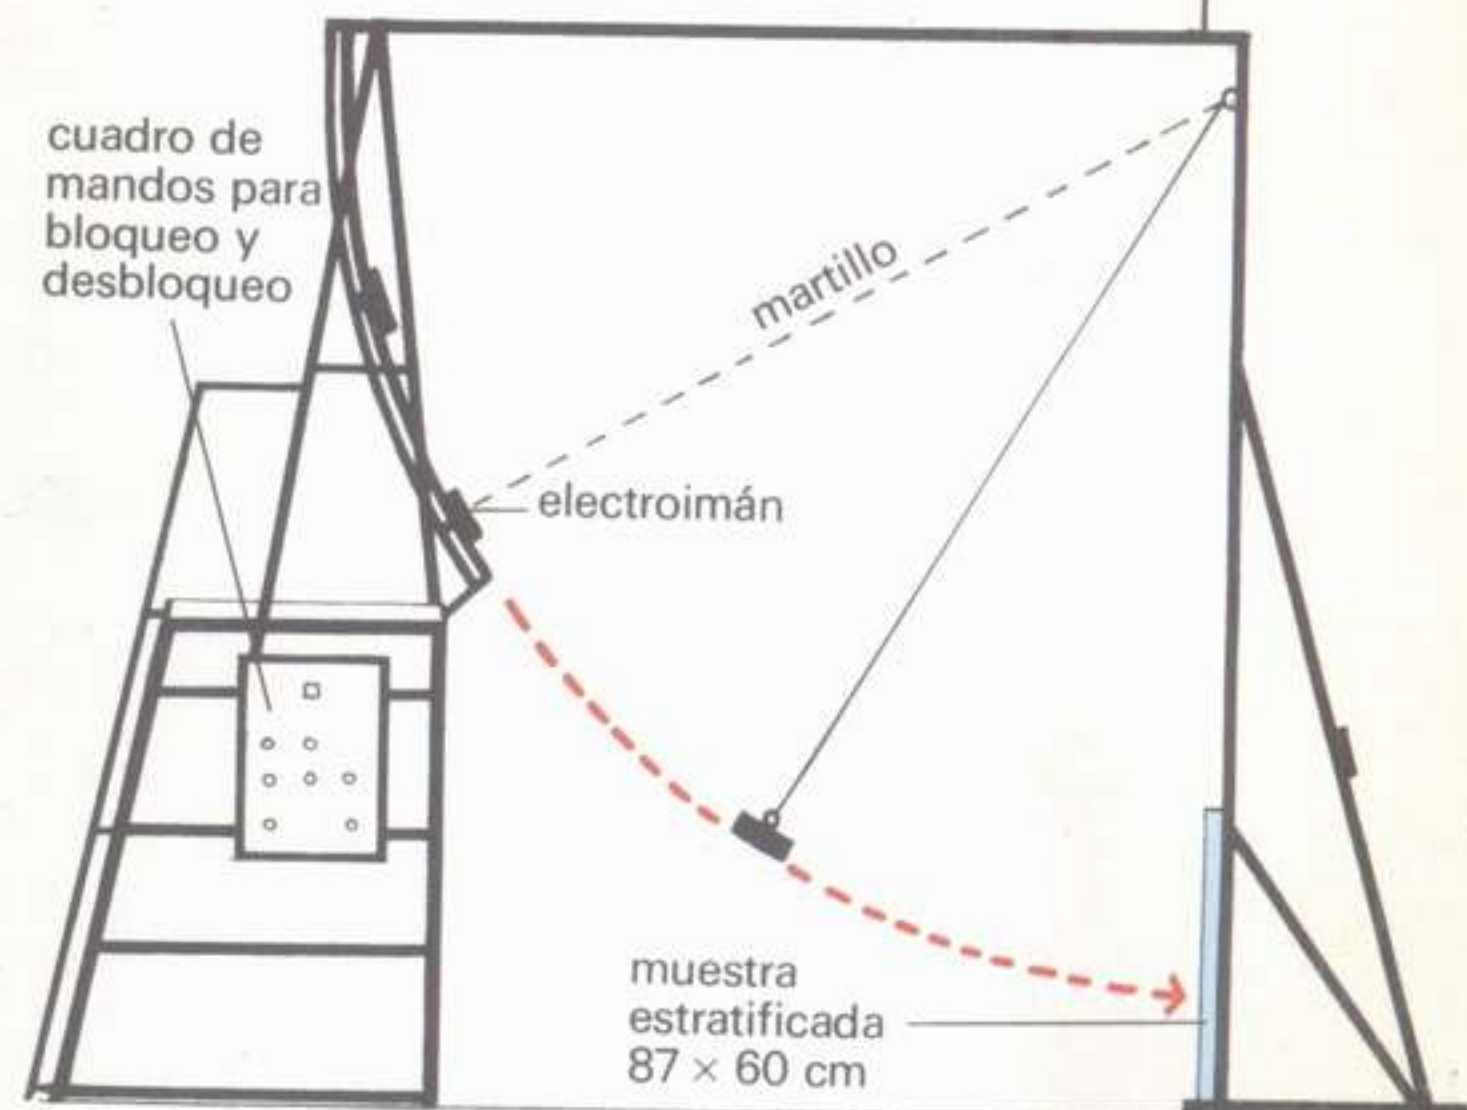 cuadro de
mandos para
bloqueo y
desbloqueo
martillo
electroimán
muestra
estratificada
87 × 60 cm